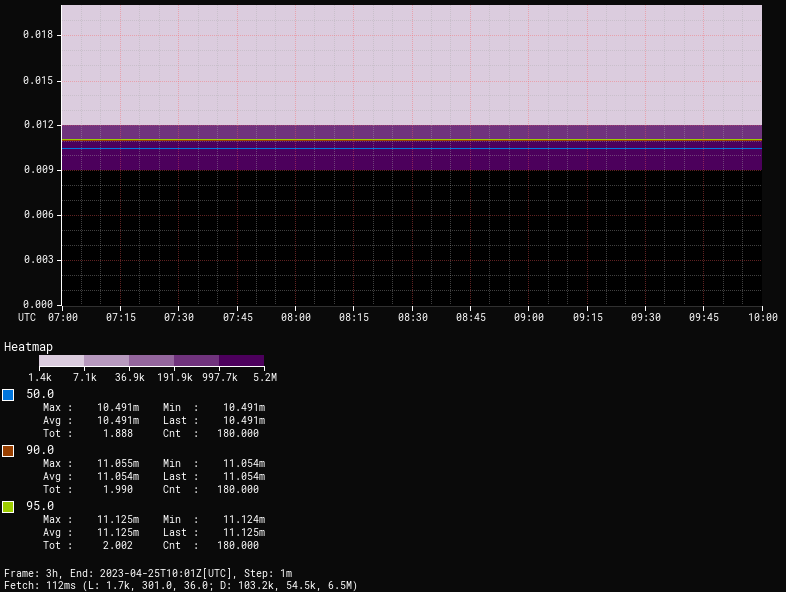 0.018
0.015
0.012
0.009
0.006
0.003
0.000
UTC 07:00 07:15 07:30 07:45 08:00 08:15 08:30 08:45 09:00 09:15 09:30 09:45 10:00
Heatmap
1.4k 7.1k 36.9k 191.9k 997.7k 5.2M
50.0
Max : 10.491m Min : 10.491m
Avg : 10.491m Last : 10.491m
Tot : 1.888 Cnt : 180.000
90.0
Max : 11.055m Min : 11.054m
Avg : 11.054m Last : 11.054m
Tot : 1.990 Cnt : 180.000
95.0
Max : 11.125m Min : 11.124m
Avg : 11.125m Last : 11.125m
Tot : 2.002 Cnt : 180.000
Frame: 3h, End: 2023-04-25T10:01Z[UTC], Step: 1m
Fetch: 112ms (L: 1.7k, 301.0, 36.0; D: 103.2k, 54.5k, 6.5M)